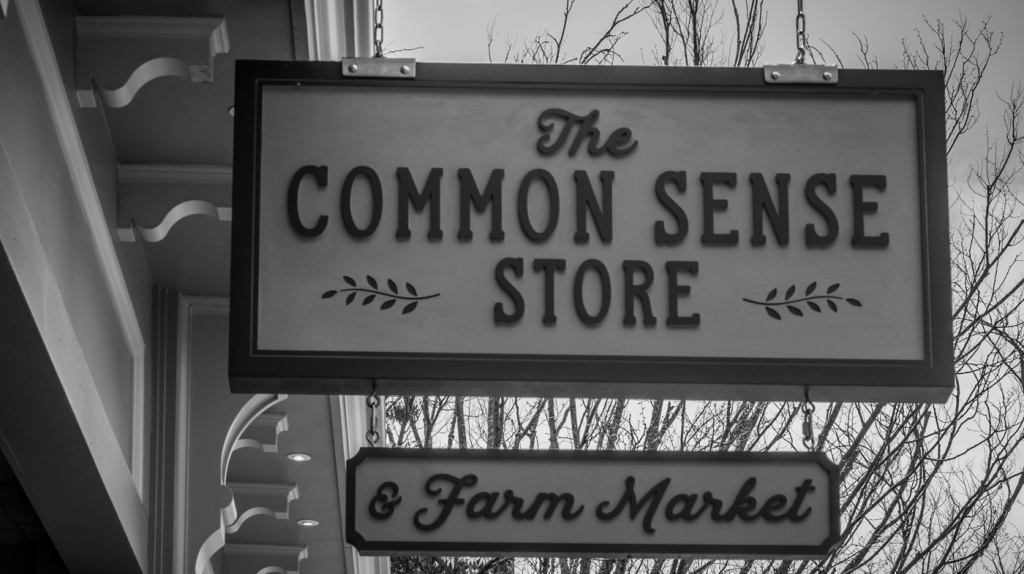 The
COMMON SENSE
STORE
& Farm Market